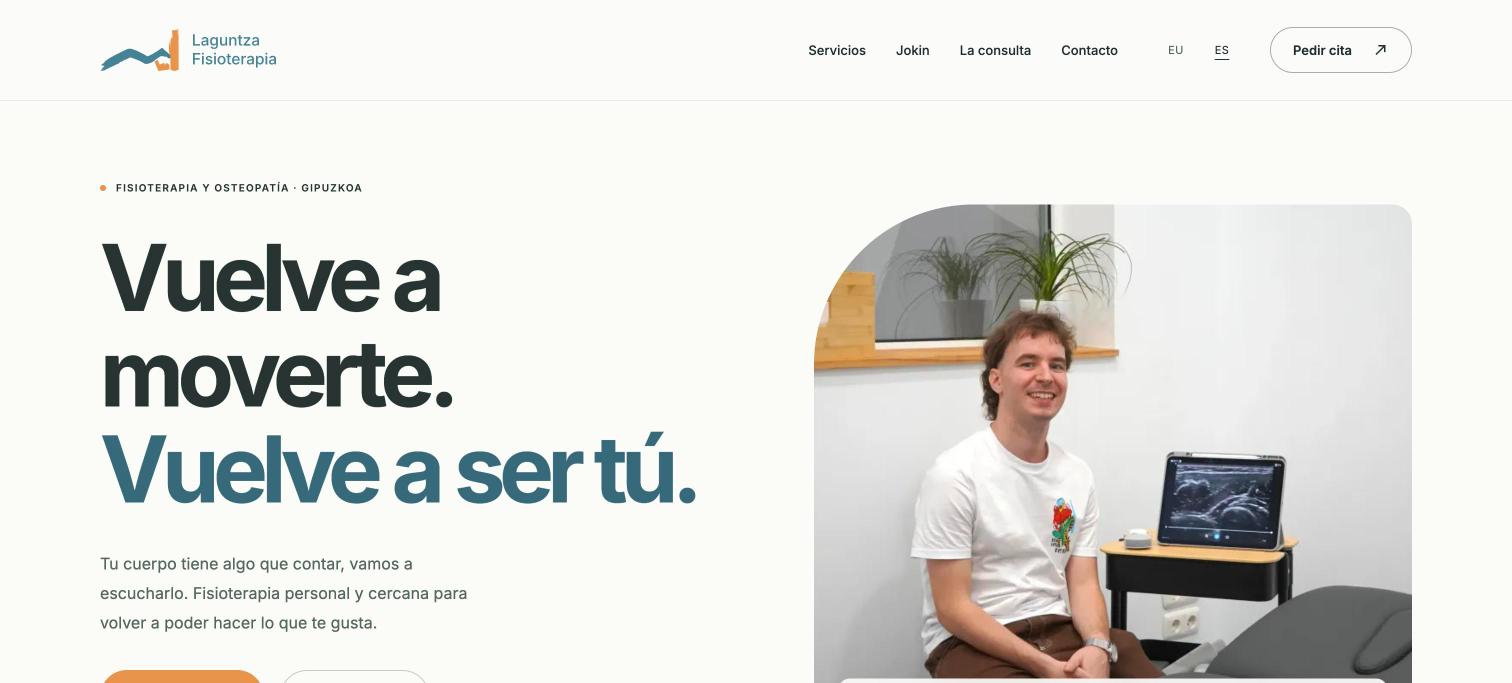 Laguntza
Fisioterapia
Servicios
Jokin
La consulta
Contacto
EU
ES
Pedir cita
FISIOTERAPIA Y OSTEOPATÍA · GIPUZKOA
Vuelve a
moverte.
Vuelve a ser tú.
Tu cuerpo tiene algo que contar, vamos a
escucharlo. Fisioterapia personal y cercana para
volver a poder hacer lo que te gusta.